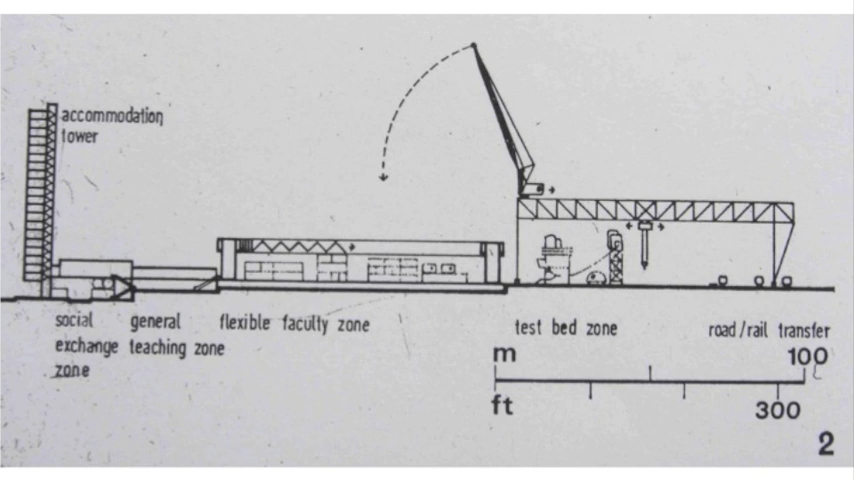 accommodation
tower
social
exchange
zone
general
teaching zone
flexible faculty zone
test bed zone
road/rail transfer
m 100
ft 300
2